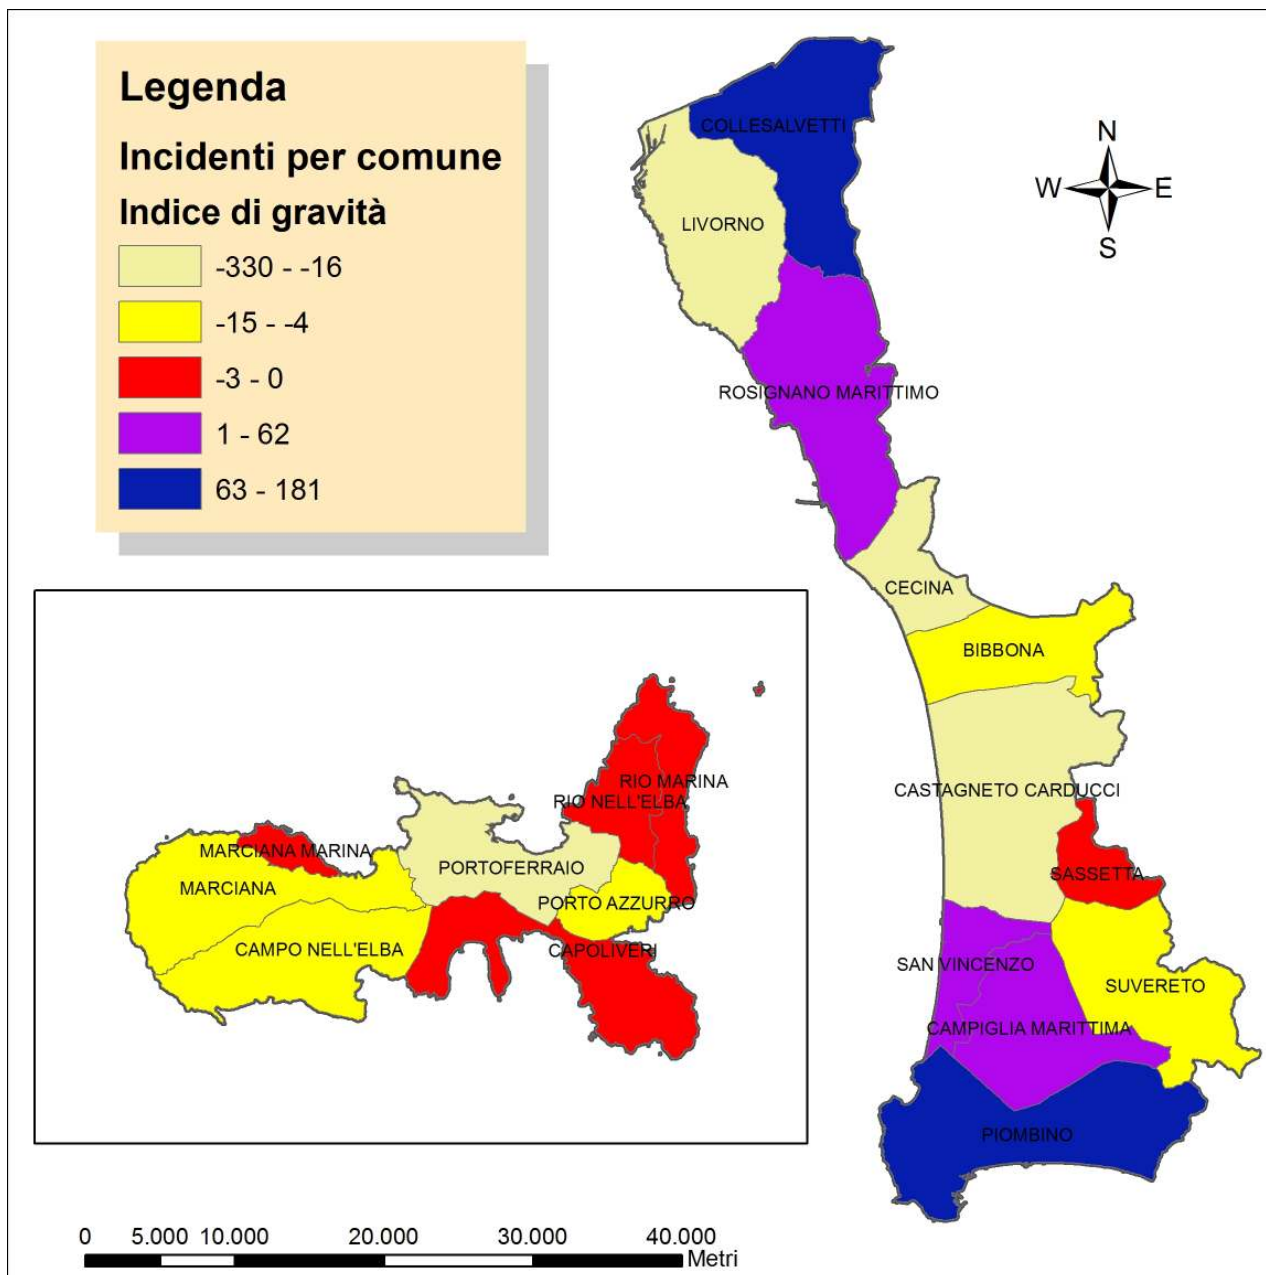 Legenda
Incidenti per comune
Indice di gravità
-330 - -16
-15 - -4
-3 - 0
1 - 62
63 - 181
N
W E
S
COLLESALVETTI
LIVORNO
ROSIGNANO MARITTIMO
CECINA
BIBBONA
CASTAGNETO CARDUCCI
SASSETTA
SAN VINCENZO
SUVERETO
CAMPIGLIA MARITTIMA
PIOMBINO
RIO MARINA
RIO NELL'ELBA
MARCIANA MARINA
PORTOFERRAIO
MARCIANA
PORTO AZZURRO
CAMPO NELL'ELBA
CAPOLIVERI
0 5.000 10.000 20.000 30.000 40.000
Metri